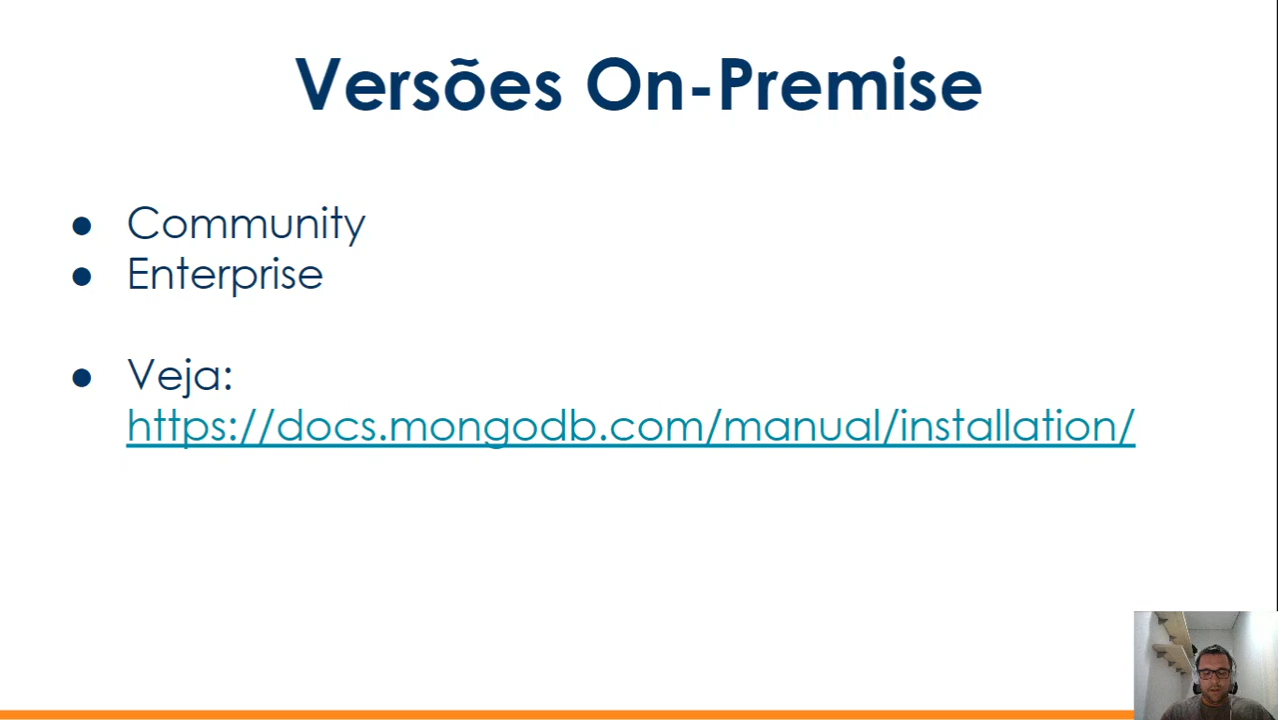 Versões On-Premise
● Community
● Enterprise
● Veja:
https://docs.mongodb.com/manual/installation/